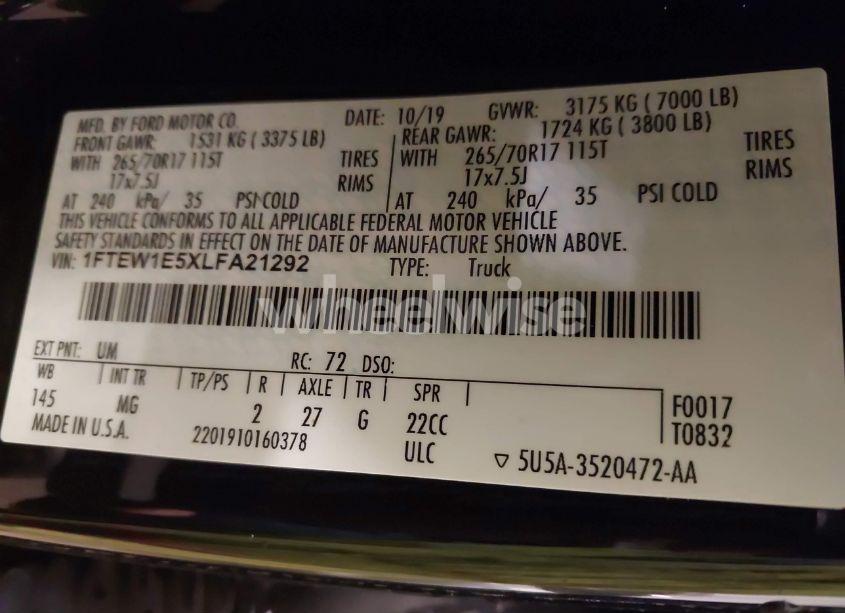 MFD. BY FORD MOTOR CO. DATE: 10/19 GVWR: 3175 KG ( 7000 LB)
FRONT GAWR: 1531 KG ( 3375 LB) REAR GAWR: 1724 KG ( 3800 LB)
WITH 265/70R17 115T TIRES WITH 265/70R17 115T TIRES
17x7.5J RIMS 17x7.5J RIMS
AT 240 kPa/ 35 PSI COLD AT 240 kPa/ 35 PSI COLD
THIS VEHICLE CONFORMS TO ALL APPLICABLE FEDERAL MOTOR VEHICLE
SAFETY STANDARDS IN EFFECT ON THE DATE OF MANUFACTURE SHOWN ABOVE.
VIN: 1FTEW1E5XLFA21292 TYPE: Truck
wheelwise
EXT PNT: UM RC: 72 DSO:
WB INT TR TP/PS R AXLE TR SPR F0017
145 MG 2 27 G 22CC T0832
MADE IN U.S.A. 2201910160378 ULC 5U5A-3520472-AA